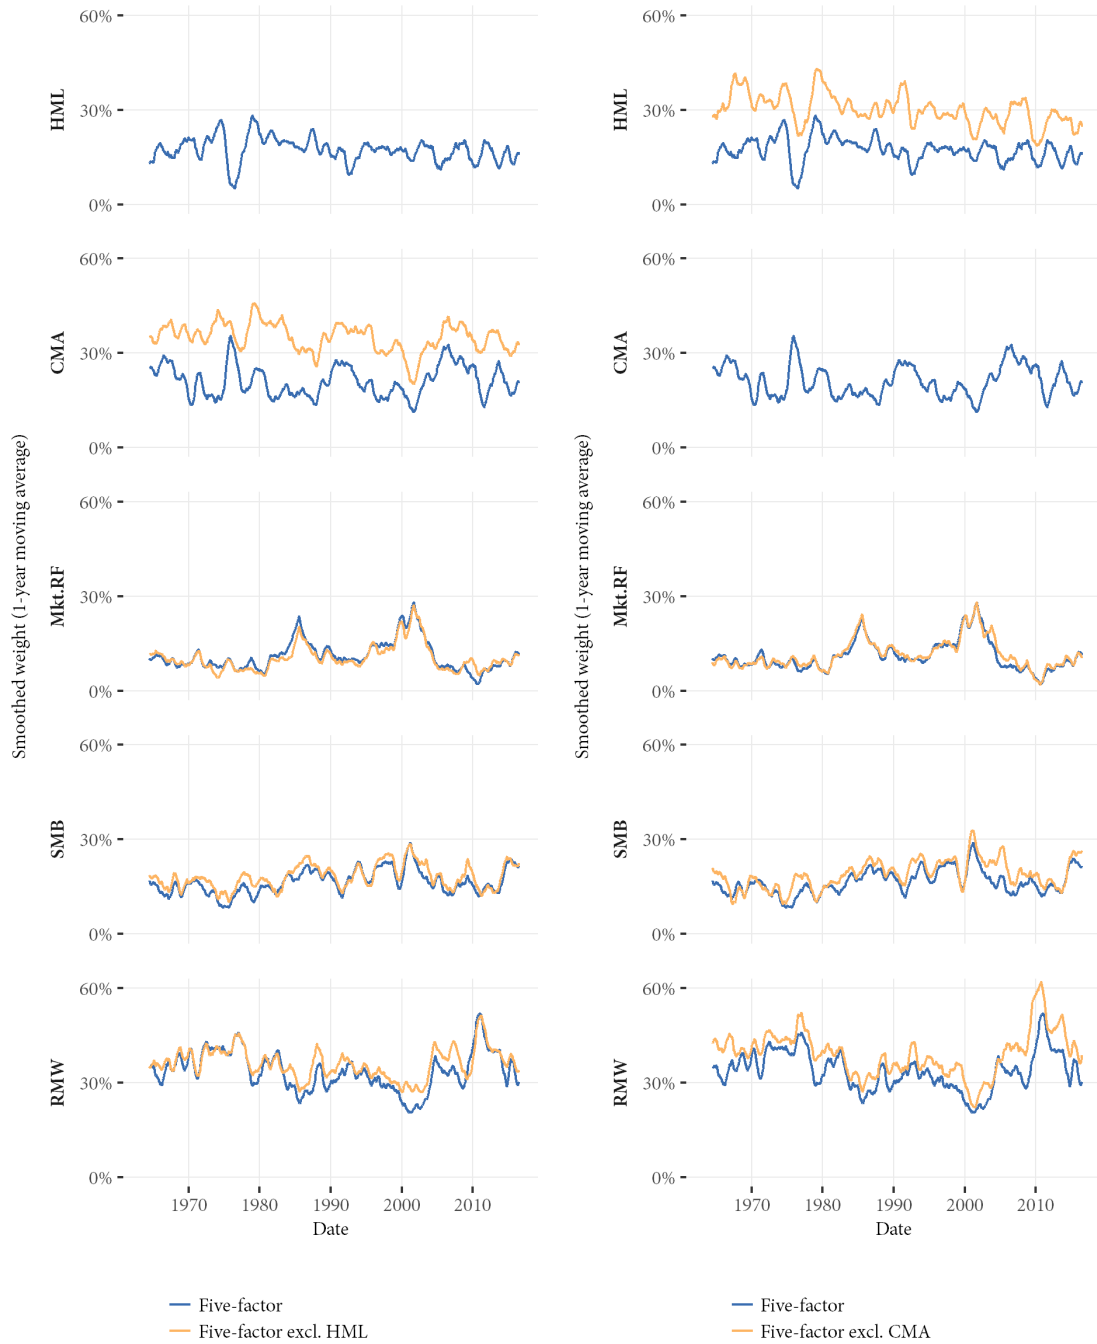 Smoothed weight (1-year moving average)
HML
60%
30%
0%
CMA
60%
30%
0%
Mkt.RF
60%
30%
0%
SMB
60%
30%
0%
RMW
60%
30%
0%
1970 1980 1990 2000 2010
Date
Five-factor
Five-factor excl. HML
Smoothed weight (1-year moving average)
HML
60%
30%
0%
CMA
60%
30%
0%
Mkt.RF
60%
30%
0%
SMB
60%
30%
0%
RMW
60%
30%
0%
1970 1980 1990 2000 2010
Date
Five-factor
Five-factor excl. CMA